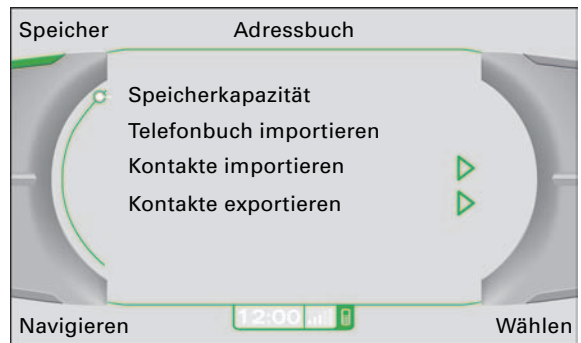 Speicher Adressbuch
Speicherkapazität
Telefonbuch importieren
Kontakte importieren
Kontakte exportieren
Navigieren 12:00 Wählen